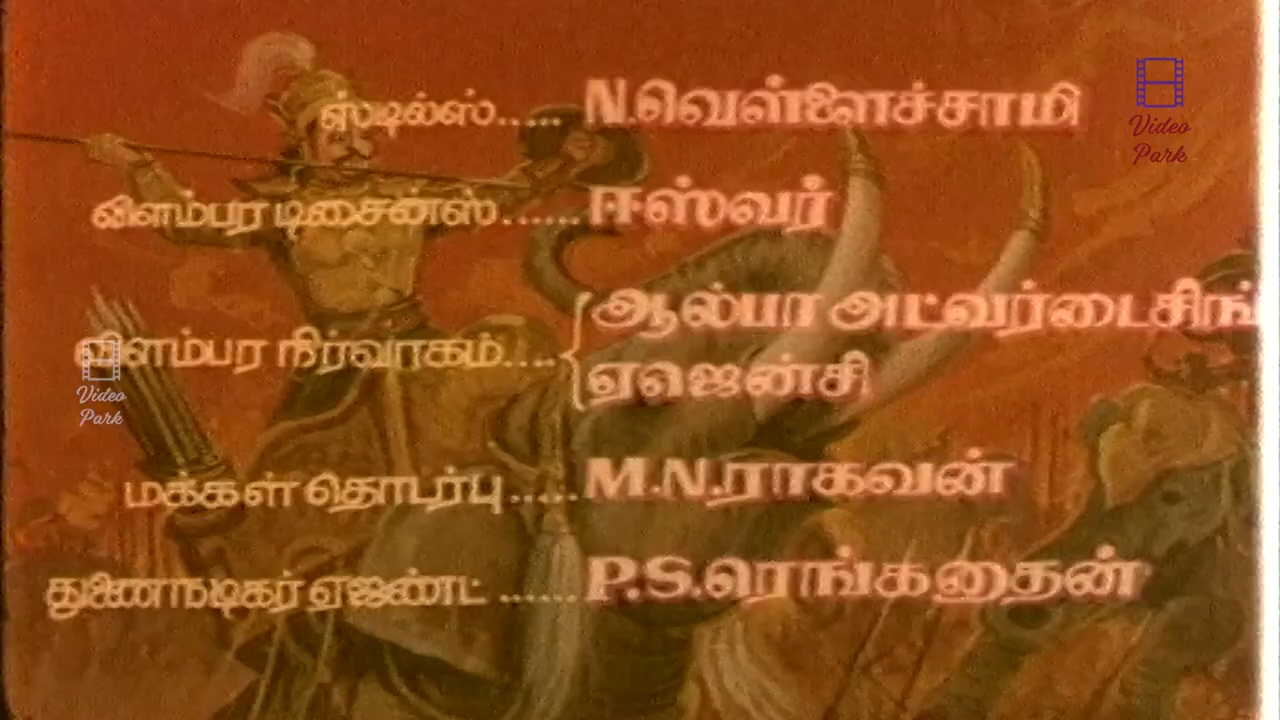 ஸ்டில்ஸ்..... N.வெள்ளைச்சாமி
Video
Park
விளம்பர டிசைன்ஸ்...... ஈஸ்வர்
ஆல்பா அட்வர்டைசிங்
விளம்பர நிர்வாகம்....
ஏஜென்சி
Video
Park
மக்கள் தொடர்பு..... M.N.ராகவன்
துணைநடிகர் ஏஜண்ட் ...... P.S.ரெங்கநாதன்